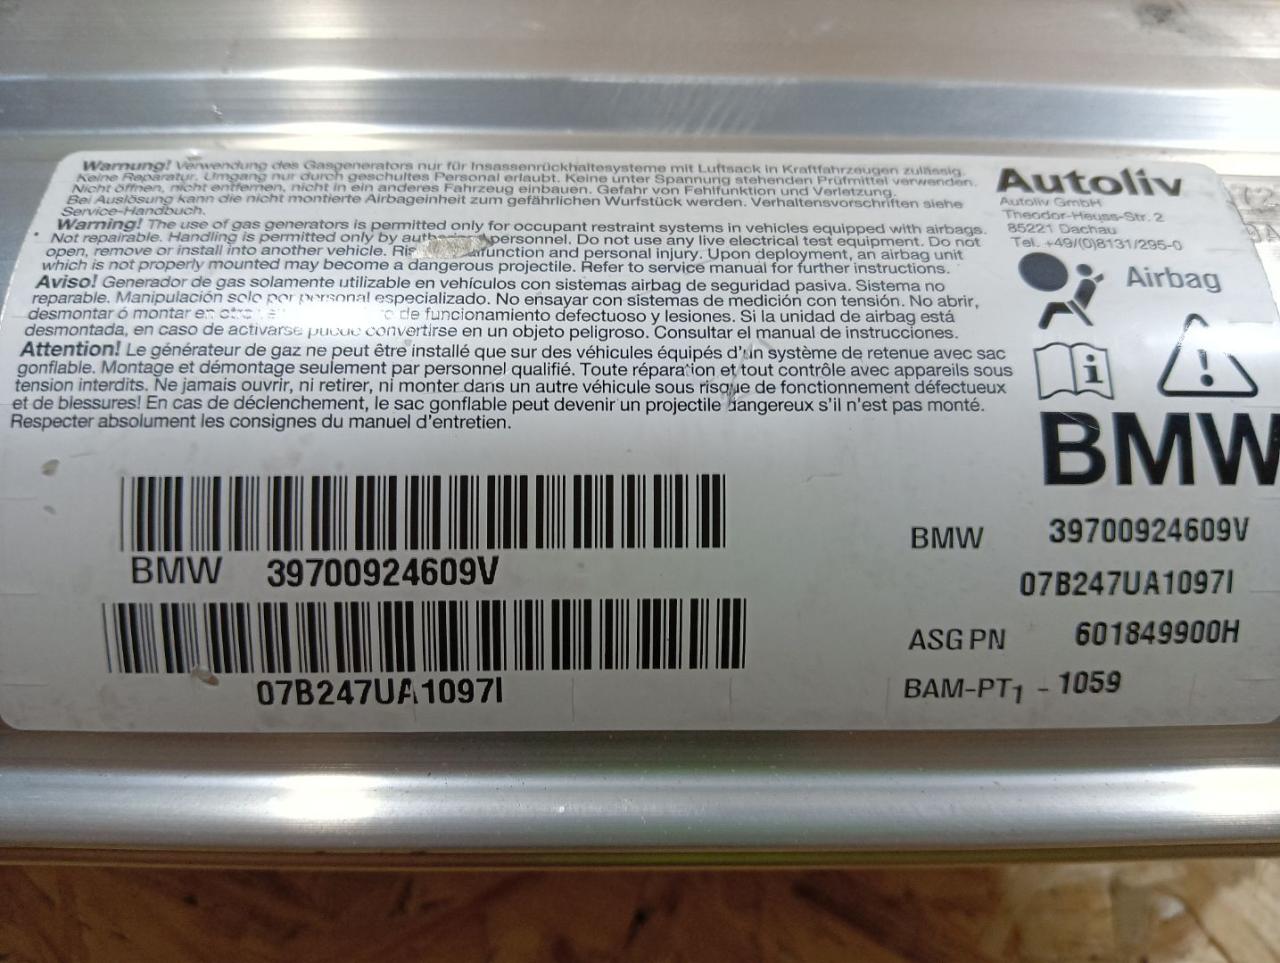 Warnung! Verwendung des Gasgenerators nur für Insassenrückhaltesysteme mit Luftsack in Kraftfahrzeugen zulässig.
Keine Reparatur. Umgang nur durch geschultes Personal erlaubt. Keine unter Spannung stehenden Prüfmittel verwenden.
Nicht öffnen, nicht entfernen, nicht in ein anderes Fahrzeug einbauen. Gefahr von Fehlfunktion und Verletzung.
Bei Auslösung kann die nicht montierte Airbageinheit zum gefährlichen Wurfstück werden. Verhaltensvorschriften siehe
Service-Handbuch.
Warning! The use of gas generators is permitted only for occupant restraint systems in vehicles equipped with airbags.
Not repairable. Handling is permitted only by personnel. Do not use any live electrical test equipment. Do not
open, remove or install into another vehicle. and personal injury. Upon deployment, an airbag unit
which is not properly mounted may become a dangerous projectile. Refer to service manual for further instructions.
Aviso! Generador de gas solamente utilizable en vehículos con sistemas airbag de seguridad pasiva. Sistema no
reparable. Manipulación solo por personal especializado. No ensayar con sistemas de medición con tensión. No abrir,
desmontar ó montar en de funcionamiento defectuoso y lesiones. Si la unidad de airbag está
desmontada, en caso de activarse puede convertirse en un objeto peligroso. Consultar el manual de instrucciones.
Attention! Le générateur de gaz ne peut être installé que sur des véhicules équipés d'un système de retenue avec sac
gonflable. Montage et démontage seulement par personnel qualifié. Toute réparation et tout contrôle avec appareils sous
tension interdits. Ne jamais ouvrir, ni retirer, ni monter dans un autre véhicule sous risque de fonctionnement défectueux
et de blessures! En cas de déclenchement, le sac gonflable peut devenir un projectile dangereux s'il n'est pas monté.
Respecter absolument les consignes du manuel d'entretien.
Autoliv
Autoliv GmbH
Theodor-Heuss-Str. 2
85221 Dachau
Tel. +49/(0)8131/295-0
Airbag
BMW
BMW 39700924609V
07B247UA1097I
BMW 39700924609V
07B247UA1097I
ASG PN 601849900H
BAM-PT1 - 1059